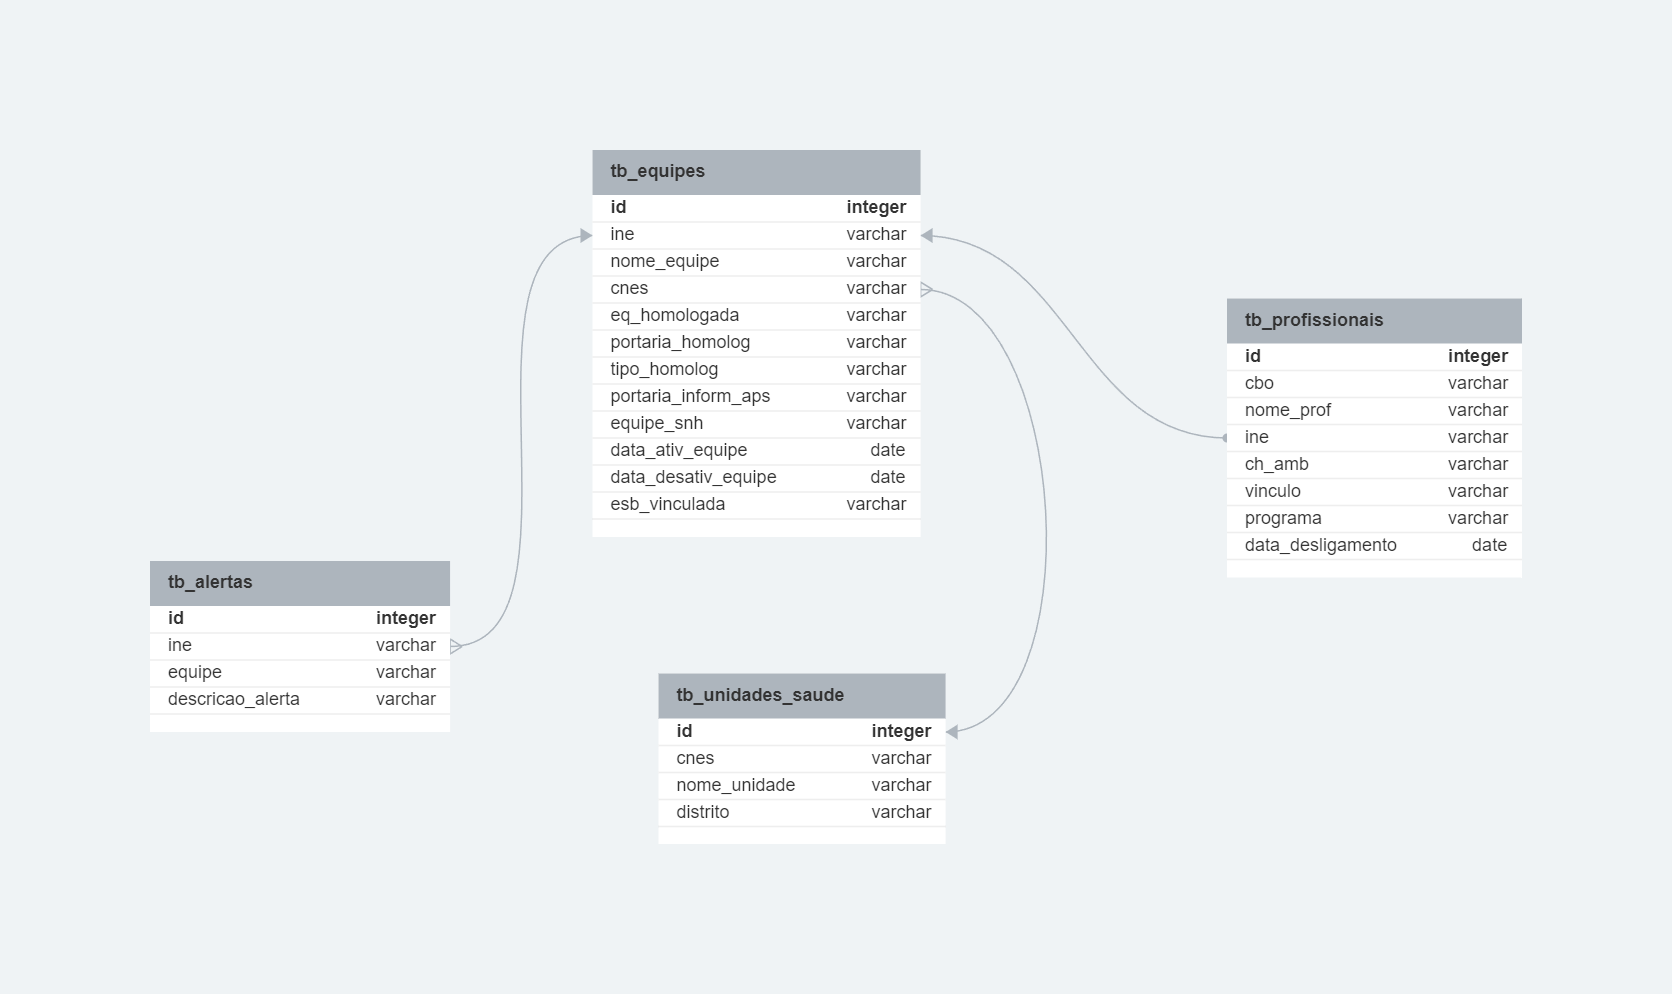 tb_equipes
id integer
ine varchar
nome_equipe varchar
cnes varchar
eq_homologada varchar
portaria_homolog varchar
tipo_homolog varchar
portaria_inform_aps varchar
equipe_snh varchar
data_ativ_equipe date
data_desativ_equipe date
esb_vinculada varchar
tb_profissionais
id integer
cbo varchar
nome_prof varchar
ine varchar
ch_amb varchar
vinculo varchar
programa varchar
data_desligamento date
tb_alertas
id integer
ine varchar
equipe varchar
descricao_alerta varchar
tb_unidades_saude
id integer
cnes varchar
nome_unidade varchar
distrito varchar